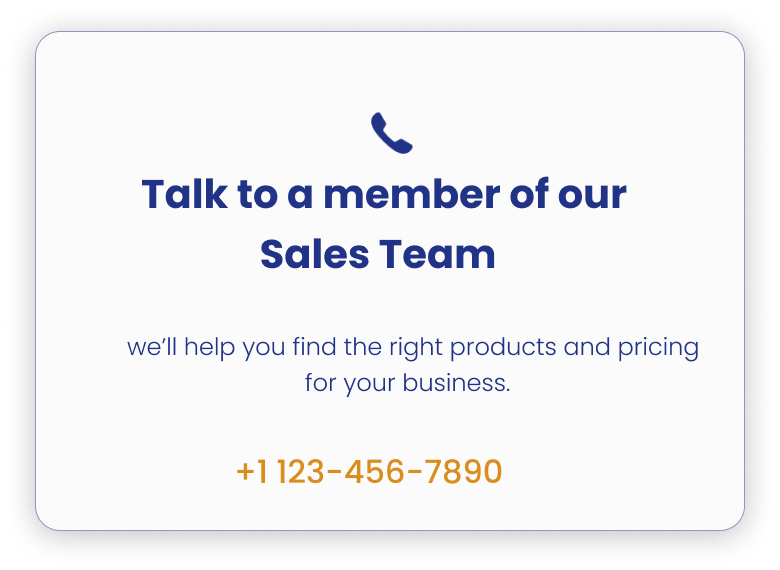 Talk to a member of our
Sales Team
we’ll help you find the right products and pricing
for your business.
+1 123-456-7890